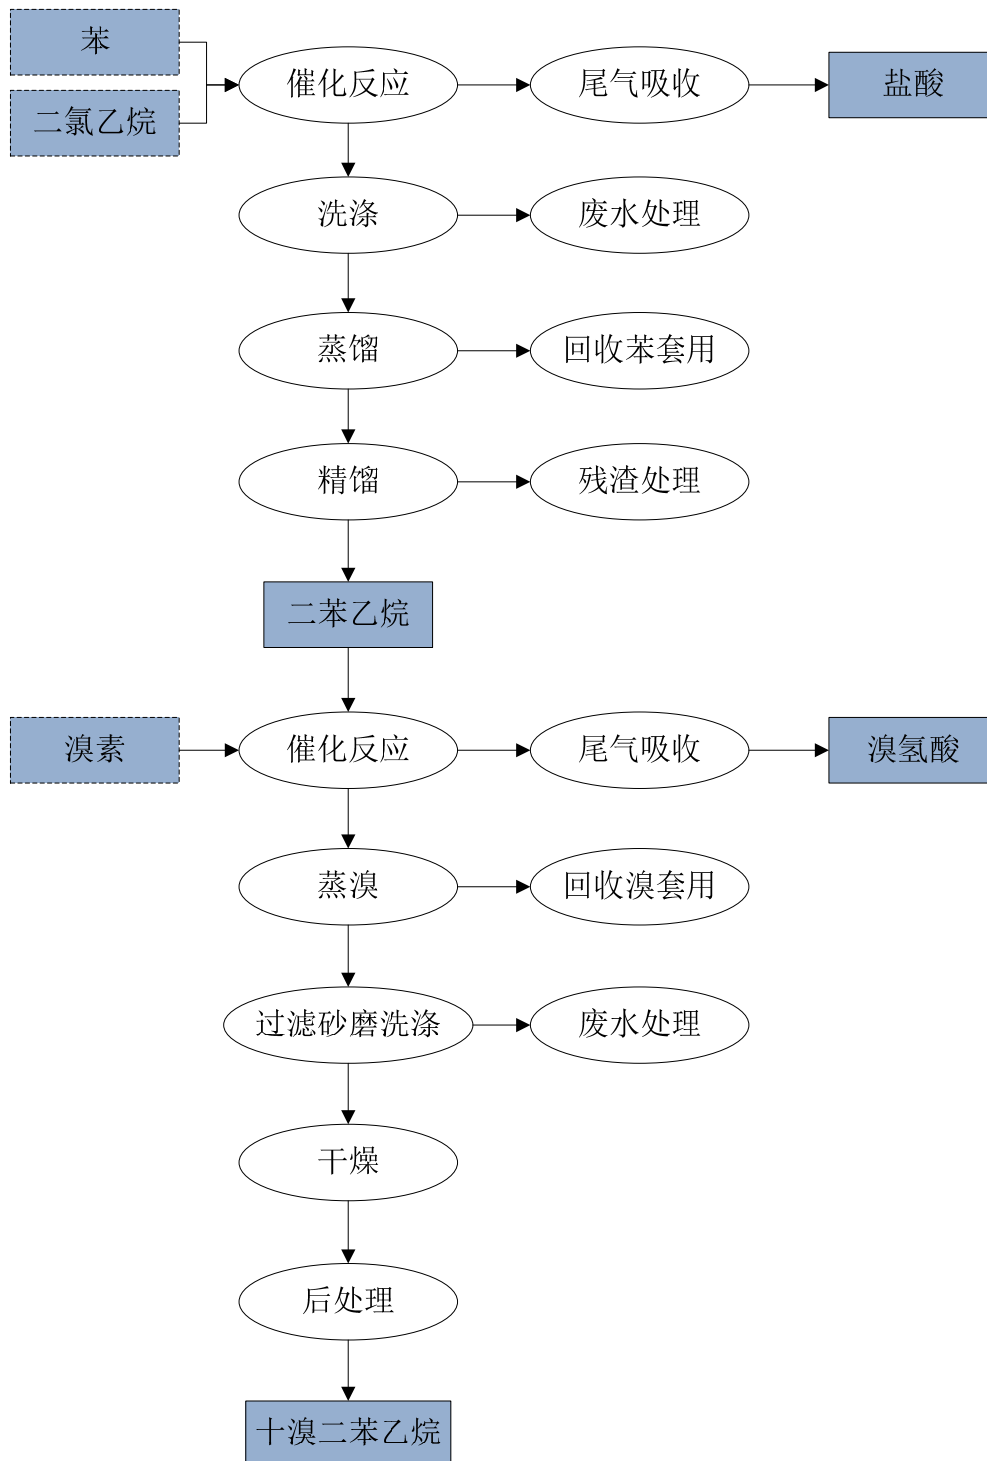 苯
二氯乙烷
催化反应
尾气吸收
盐酸
洗涤
废水处理
蒸馏
回收苯套用
精馏
残渣处理
二苯乙烷
溴素
催化反应
尾气吸收
溴氢酸
蒸溴
回收溴套用
过滤砂磨洗涤
废水处理
干燥
后处理
十溴二苯乙烷